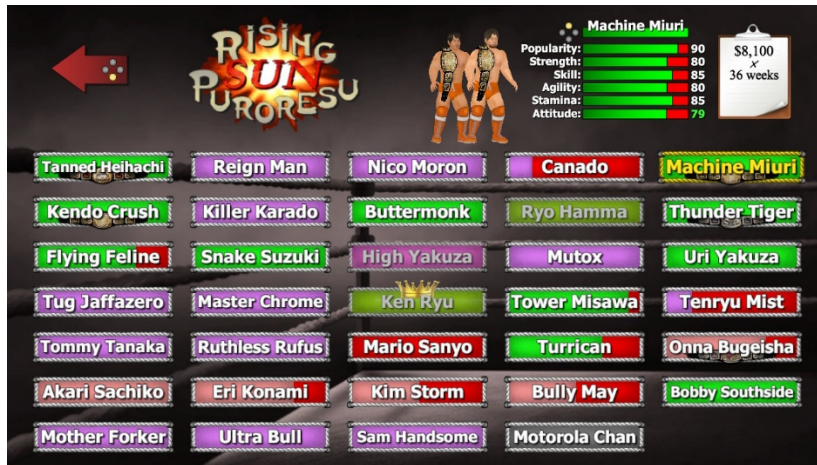 RISING
SUN
PURORESU
Machine Miuri
Popularity: 90
Strength: 80
Skill: 85
Agility: 80
Stamina: 85
Attitude: 79
$8,100
x
36 weeks
Tanned Heihachi Reign Man Nico Moron Canado Machine Miuri
Kendo Crush Killer Karado Buttermonk Ryo Hamma Thunder Tiger
Flying Feline Snake Suzuki High Yakuza Mutox Uri Yakuza
Tug Jaffazero Master Chrome Ken Ryu Tower Misawa Tenryu Mist
Tommy Tanaka Ruthless Rufus Mario Sanyo Turrican Onna Bugeisha
Akari Sachiko Eri Konami Kim Storm Bully May Bobby Southside
Mother Forker Ultra Bull Sam Handsome Motorola Chan